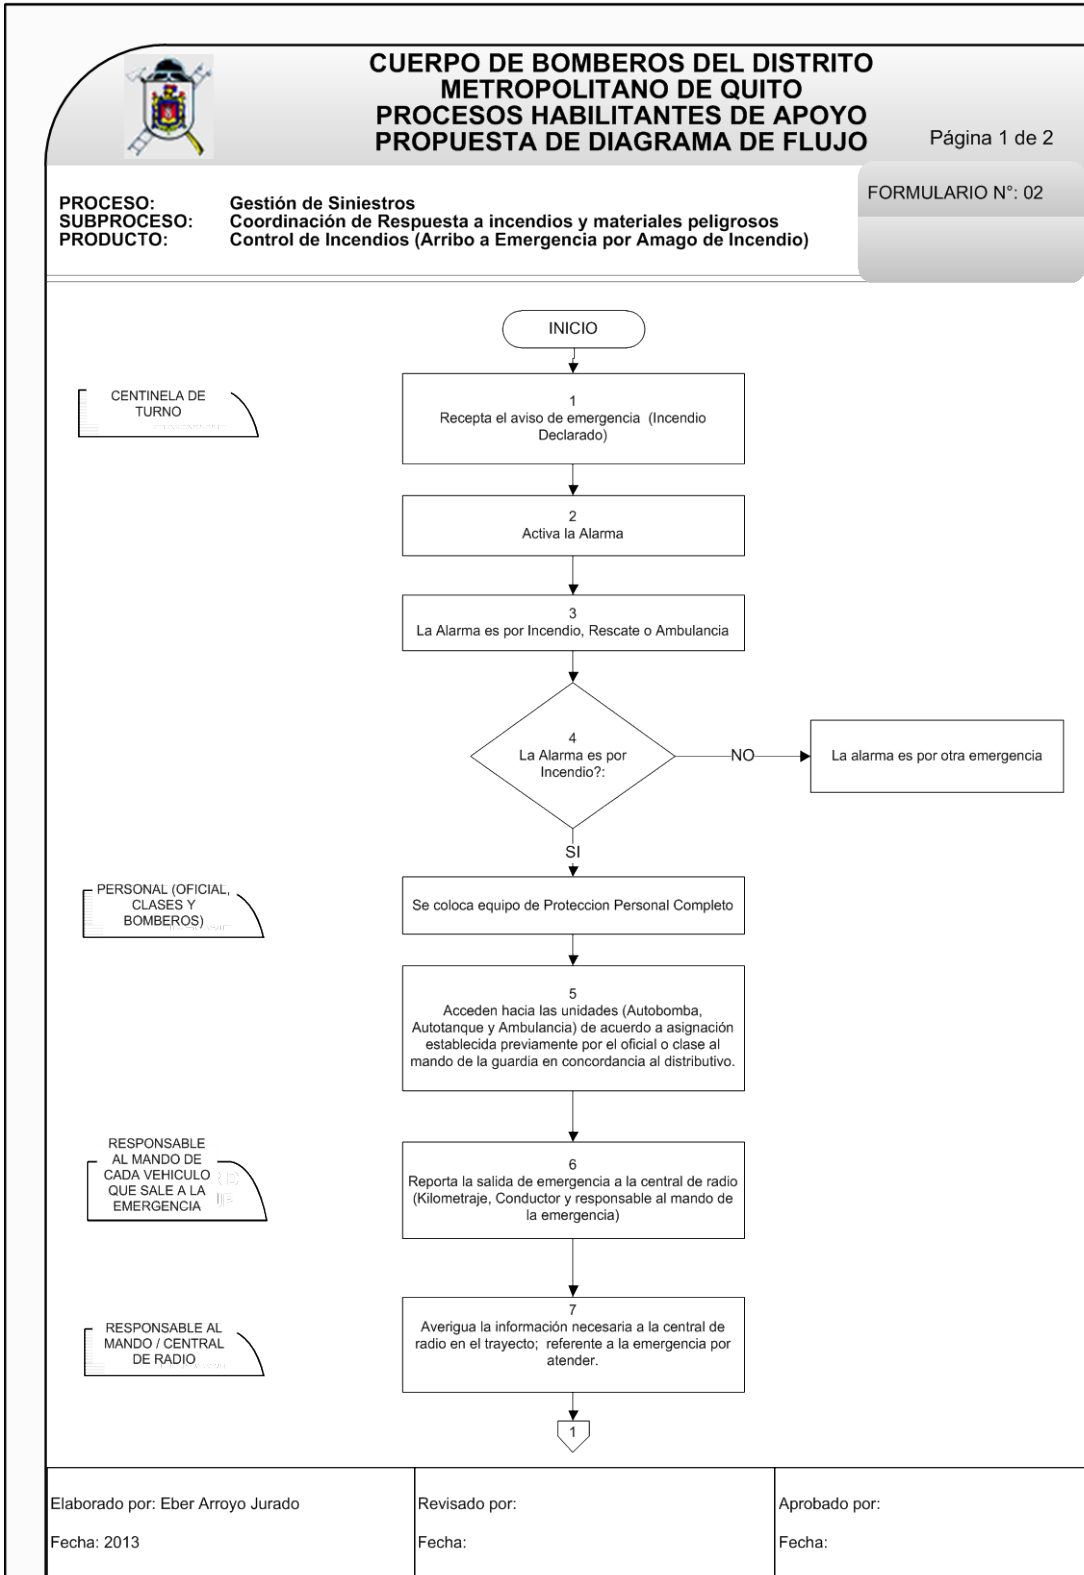 CUERPO DE BOMBEROS DEL DISTRITO
METROPOLITANO DE QUITO
PROCESOS HABILITANTES DE APOYO
PROPUESTA DE DIAGRAMA DE FLUJO
Página 1 de 2
FORMULARIO N°: 02
PROCESO: Gestión de Siniestros
SUBPROCESO: Coordinación de Respuesta a incendios y materiales peligrosos
PRODUCTO: Control de Incendios (Arribo a Emergencia por Amago de Incendio)
INICIO
CENTINELA DE
TURNO
1
Recepta el aviso de emergencia (Incendio
Declarado)
2
Activa la Alarma
3
La Alarma es por Incendio, Rescate o Ambulancia
4
La Alarma es por
Incendio?:
NO
La alarma es por otra emergencia
SI
PERSONAL (OFICIAL,
CLASES Y
BOMBEROS)
Se coloca equipo de Proteccion Personal Completo
5
Acceden hacia las unidades (Autobomba,
Autotanque y Ambulancia) de acuerdo a asignación
establecida previamente por el oficial o clase al
mando de la guardia en concordancia al distributivo.
RESPONSABLE
AL MANDO DE
CADA VEHICULO
QUE SALE A LA
EMERGENCIA
6
Reporta la salida de emergencia a la central de radio
(Kilometraje, Conductor y responsable al mando de
la emergencia)
RESPONSABLE AL
MANDO / CENTRAL
DE RADIO
7
Averigua la información necesaria a la central de
radio en el trayecto; referente a la emergencia por
atender.
1
Elaborado por: Eber Arroyo Jurado
Fecha: 2013
Revisado por:
Fecha:
Aprobado por:
Fecha: